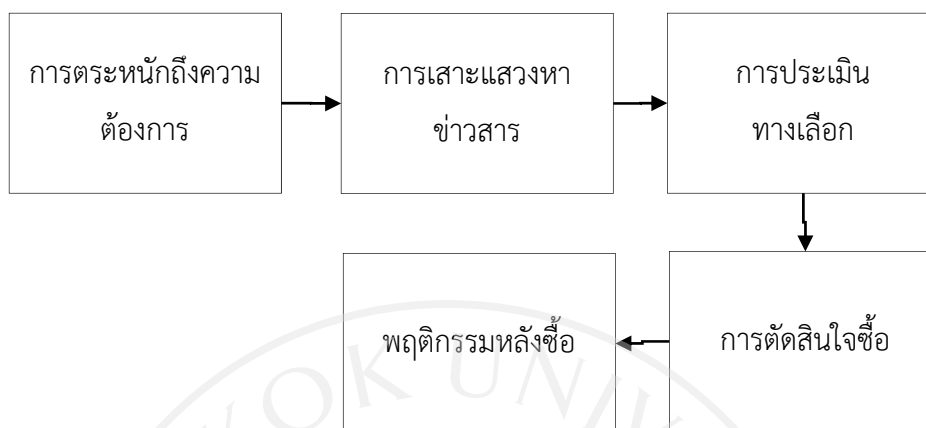 การตระหนักถึงความ
ต้องการ
การเสาะแสวงหา
ข่าวสาร
การประเมิน
ทางเลือก
การตัดสินใจซื้อ
พฤติกรรมหลังซื้อ
KOK UNIV